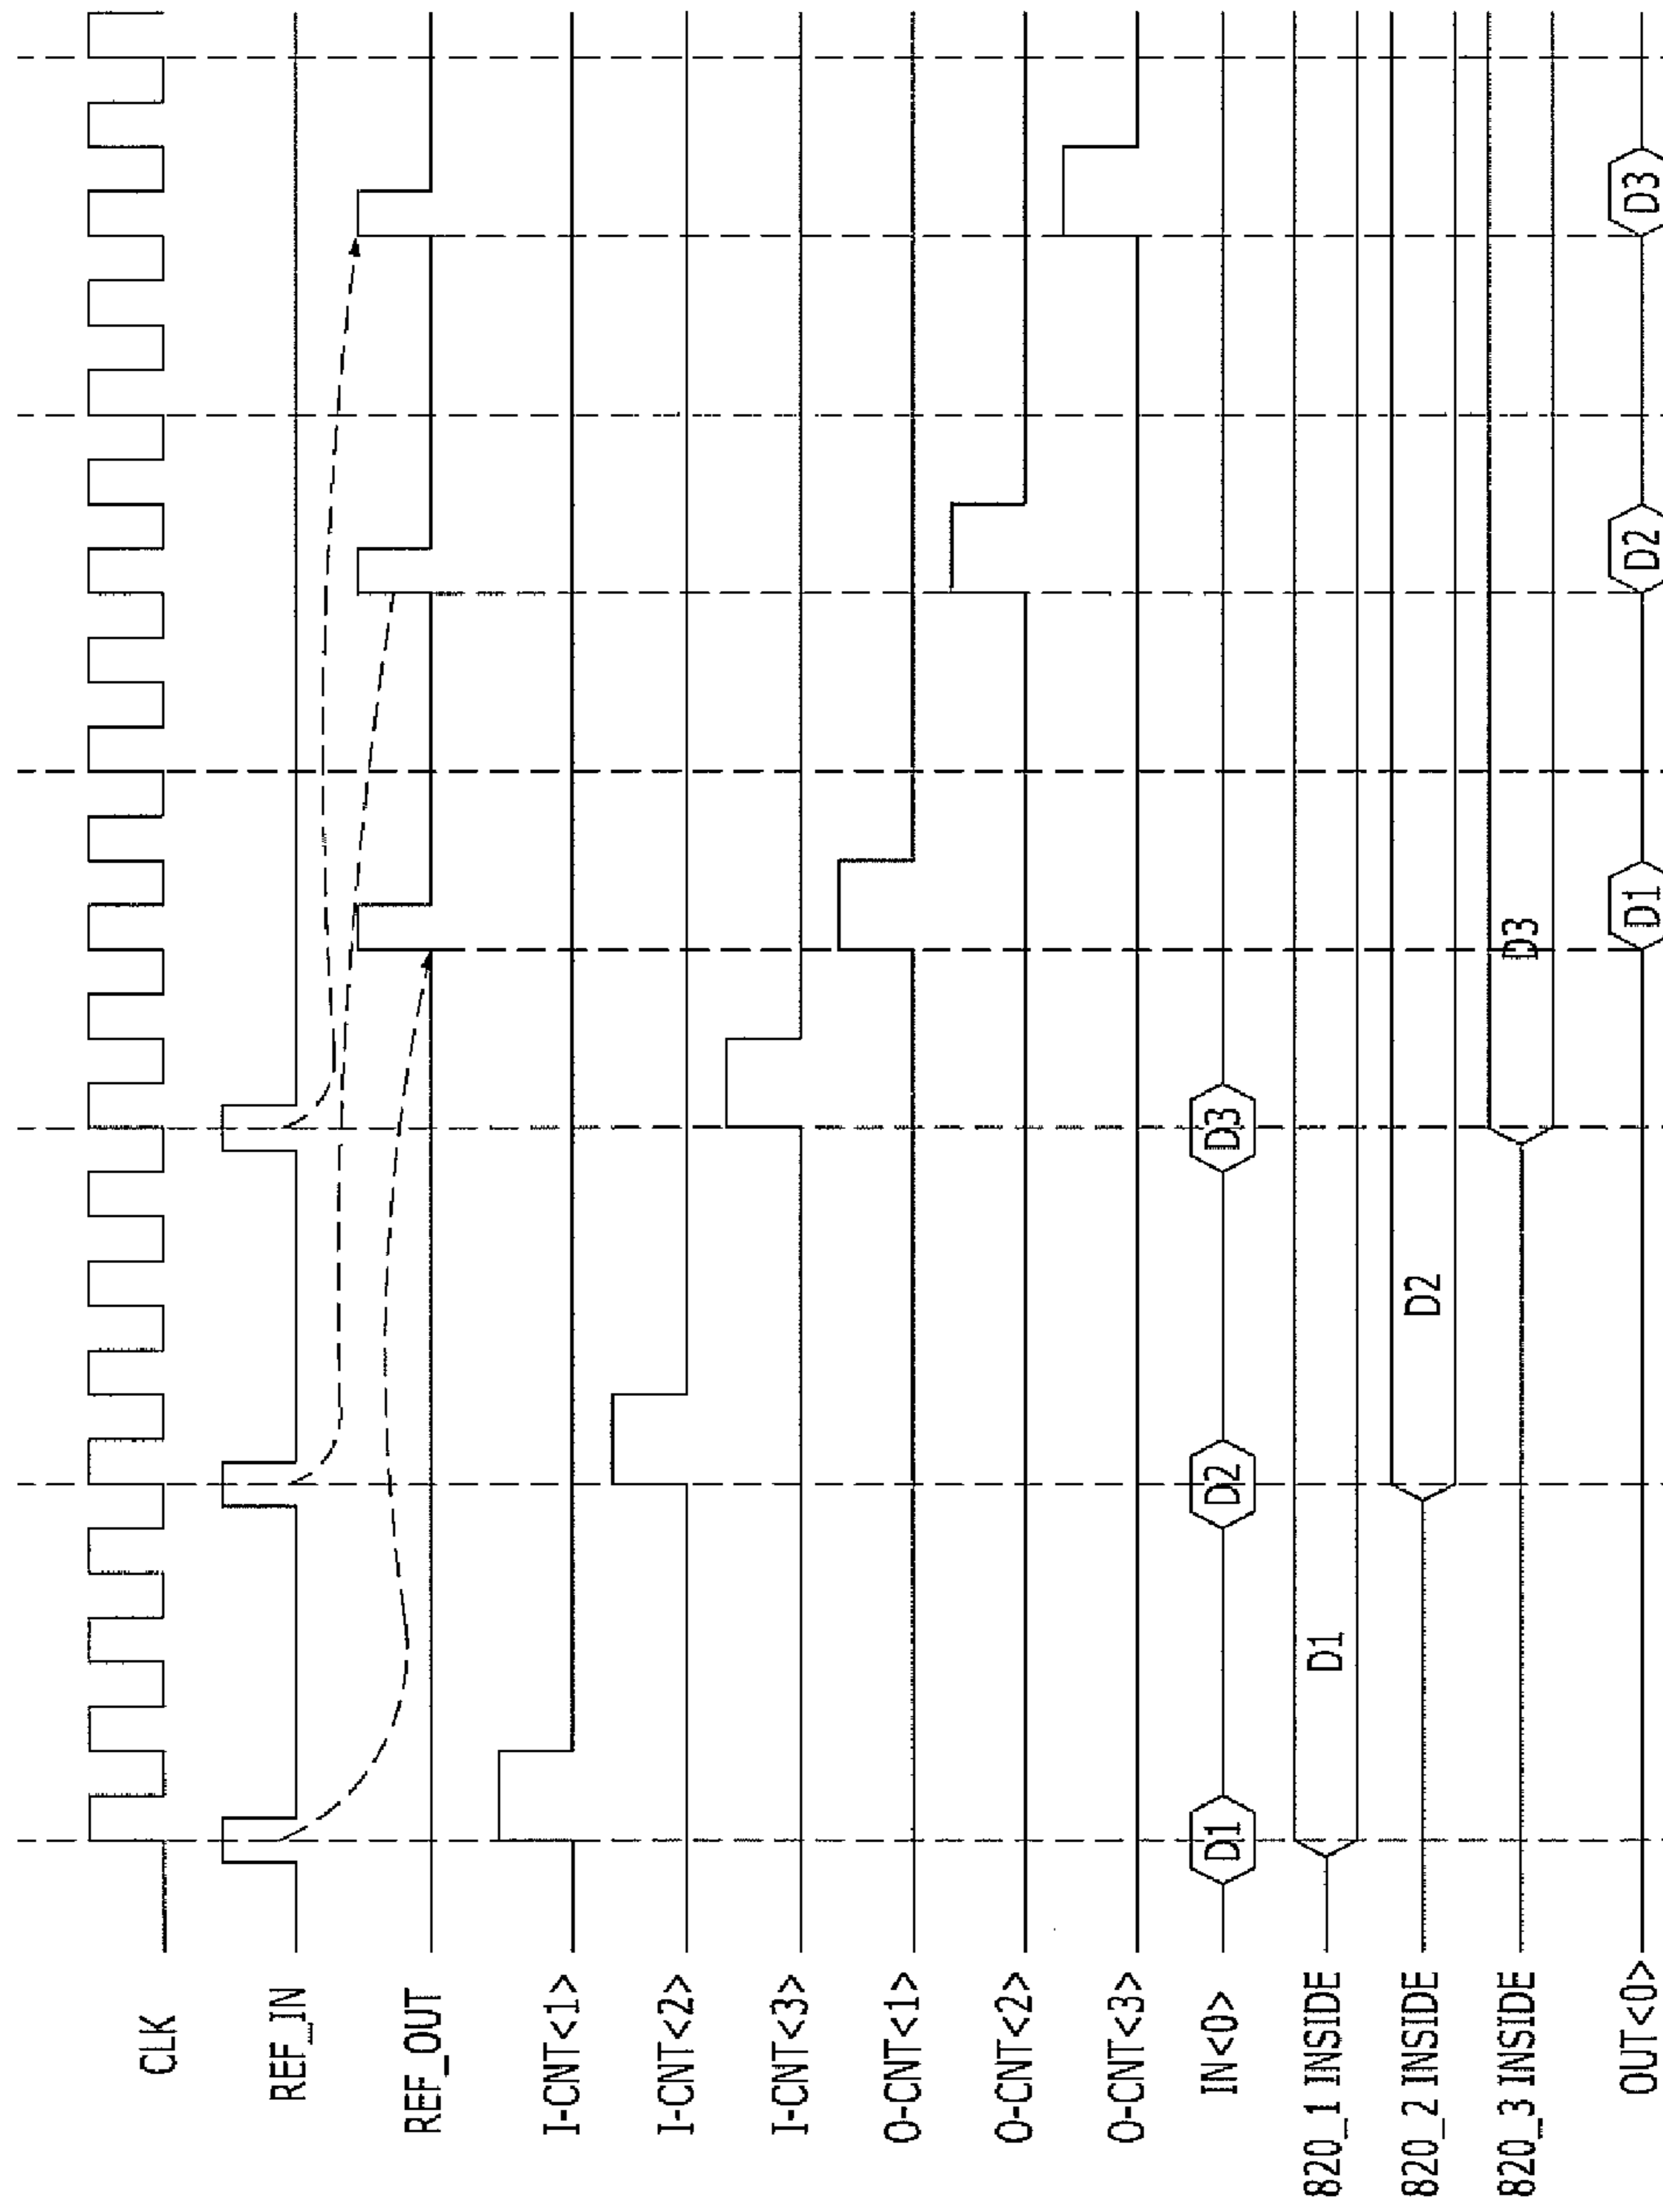 CLK
REF_IN
REF_OUT
I-CNT<1>
I-CNT<2>
I-CNT<3>
O-CNT<1>
O-CNT<2>
O-CNT<3>
IN<0> D1 D2 D3
820_1 INSIDE D1
820_2 INSIDE D2
820_3 INSIDE D3
OUT<0> D1 D2 D3